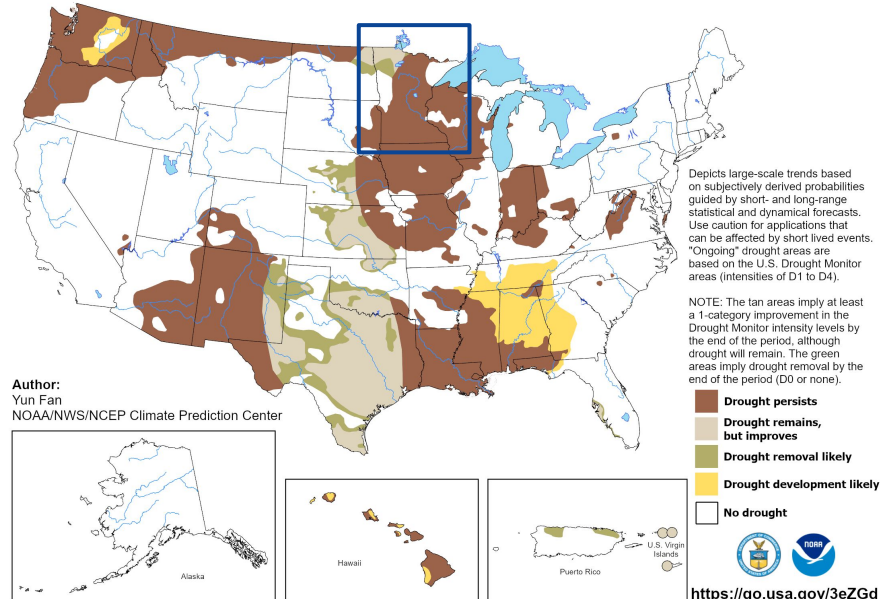 Depicts large-scale trends based
on subjectively derived probabilities
guided by short- and long-range
statistical and dynamical forecasts.
Use caution for applications that
can be affected by short lived events.
"Ongoing" drought areas are
based on the U.S. Drought Monitor
areas (intensities of D1 to D4).
NOTE: The tan areas imply at least
a 1-category improvement in the
Drought Monitor intensity levels by
the end of the period, although
drought will remain. The green
areas imply drought removal by the
end of the period (D0 or none).
Author:
Yun Fan
NOAA/NWS/NCEP Climate Prediction Center
Drought persists
Drought remains,
but improves
Drought removal likely
Drought development likely
No drought
Alaska
Hawaii
Puerto Rico
U.S. Virgin
Islands
NOAA
https://go.usa.gov/3eZGd